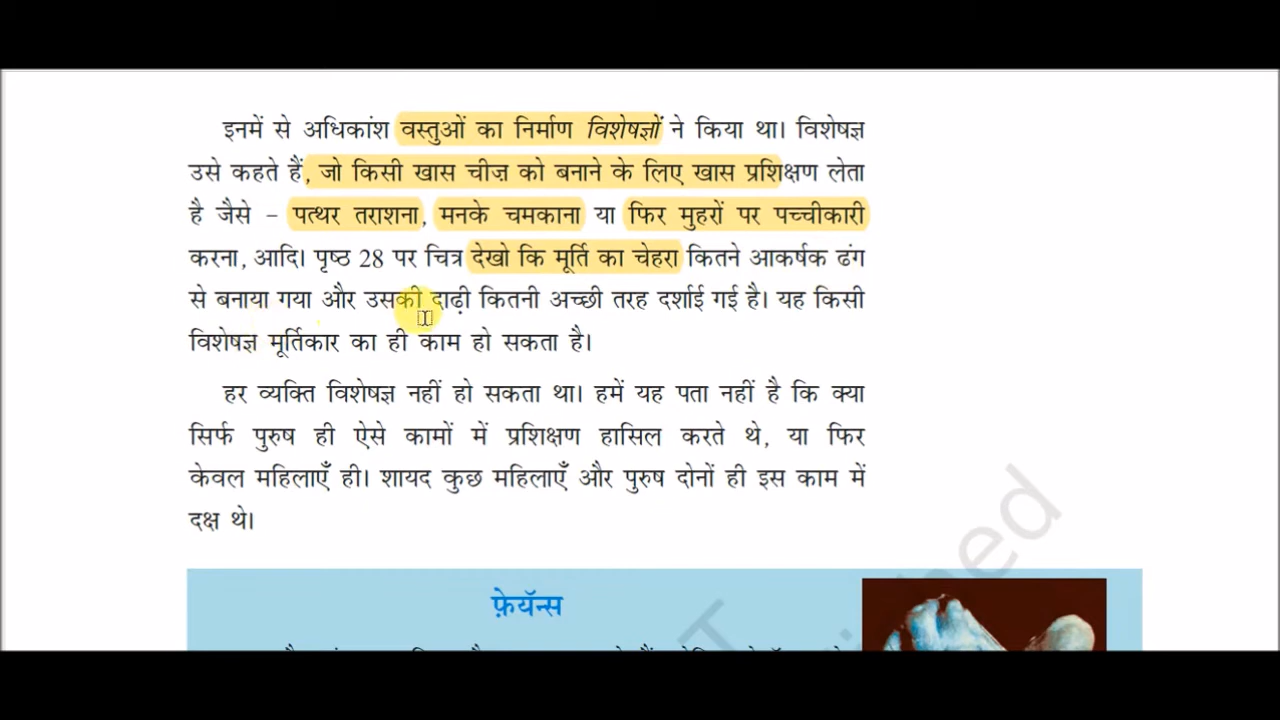 इनमें से अधिकांश वस्तुओं का निर्माण विशेषज्ञों ने किया था। विशेषज्ञ
उसे कहते हैं, जो किसी खास चीज़ को बनाने के लिए खास प्रशिक्षण लेता
है जैसे – पत्थर तराशना, मनके चमकाना या फिर मुहरों पर पच्चीकारी
करना, आदि। पृष्ठ 28 पर चित्र देखो कि मूर्ति का चेहरा कितने आकर्षक ढंग
से बनाया गया और उसकी दाढ़ी कितनी अच्छी तरह दर्शाई गई है। यह किसी
विशेषज्ञ मूर्तिकार का ही काम हो सकता है।
हर व्यक्ति विशेषज्ञ नहीं हो सकता था। हमें यह पता नहीं है कि क्या
सिर्फ पुरुष ही ऐसे कामों में प्रशिक्षण हासिल करते थे, या फिर
केवल महिलाएँ ही। शायद कुछ महिलाएँ और पुरुष दोनों ही इस काम में
दक्ष थे।
फ़ेयॅन्स